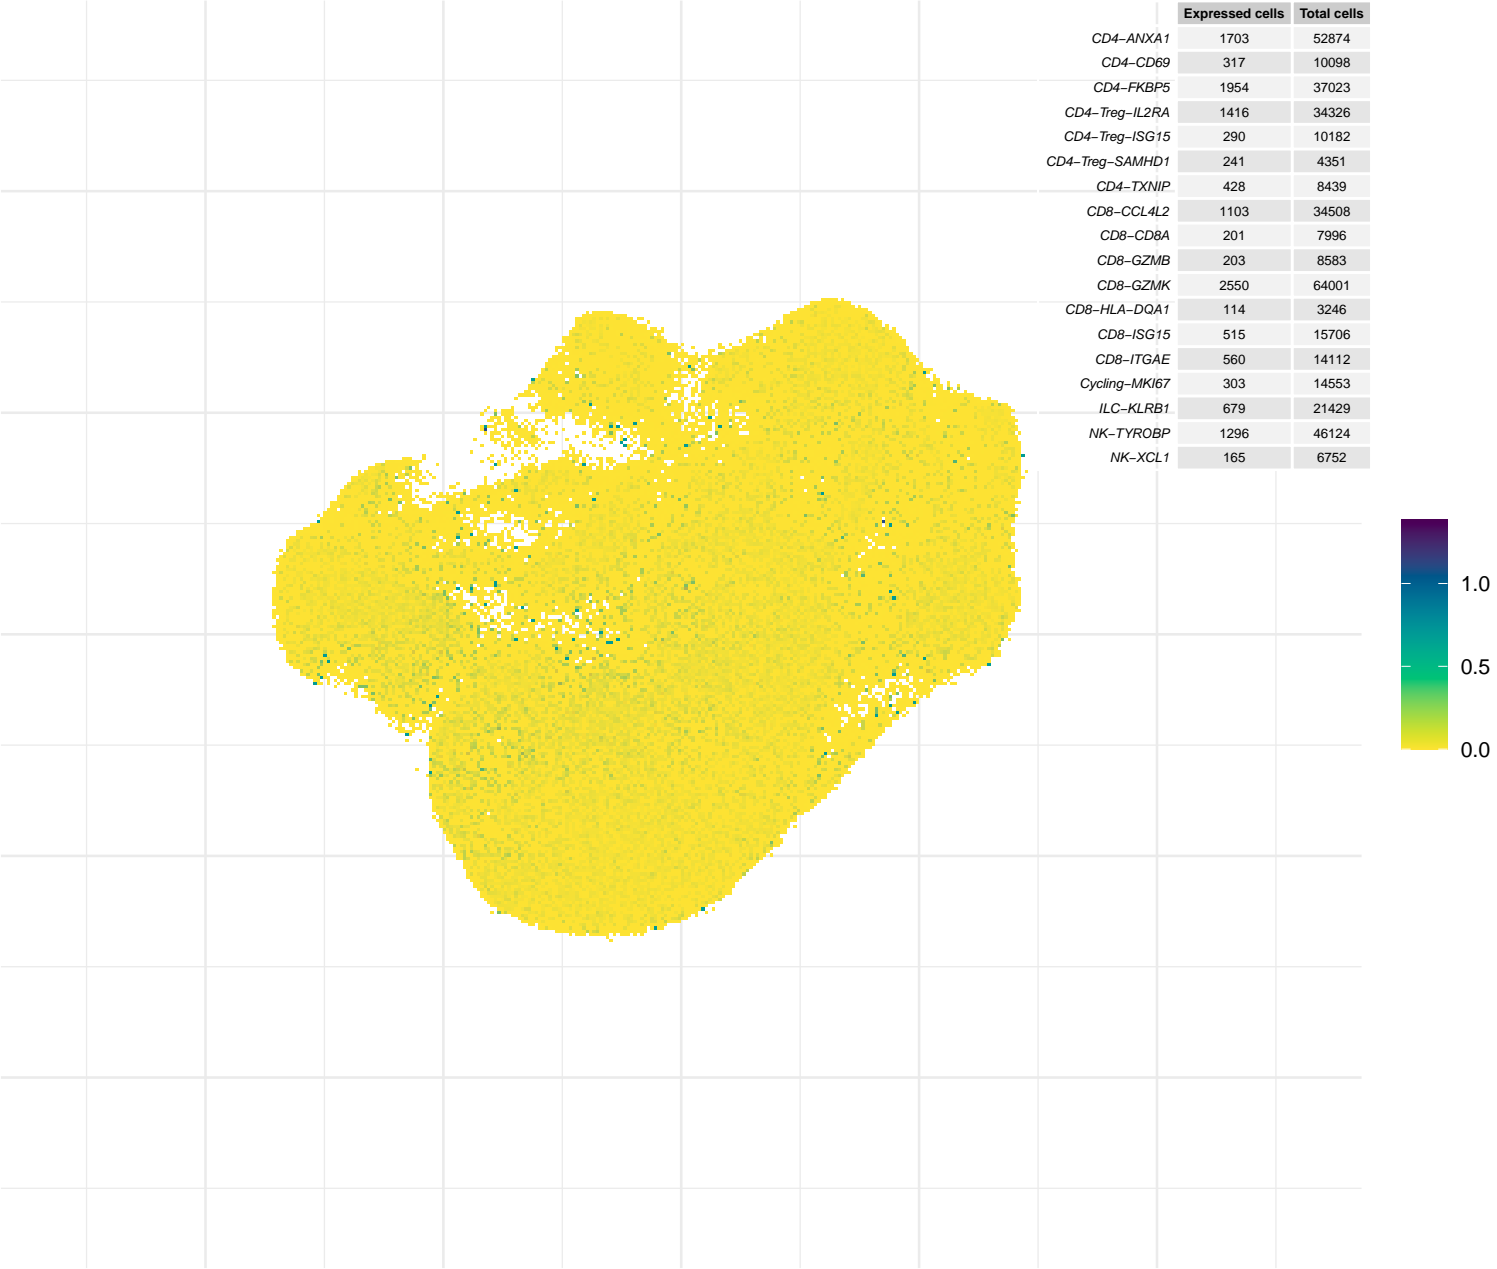 Expressed cells Total cells
CD4−ANXA1 1703 52874
CD4−CD69 317 10098
CD4−FKBP5 1954 37023
CD4−Treg−IL2RA 1416 34326
CD4−Treg−ISG15 290 10182
CD4−Treg−SAMHD1 241 4351
CD4−TXNIP 428 8439
CD8−CCL4L2 1103 34508
CD8−CD8A 201 7996
CD8−GZMB 203 8583
CD8−GZMK 2550 64001
CD8−HLA−DQA1 114 3246
CD8−ISG15 515 15706
CD8−ITGAE 560 14112
Cycling−MKI67 303 14553
ILC−KLRB1 679 21429
NK−TYROBP 1296 46124
NK−XCL1 165 6752
1.0
0.5
0.0